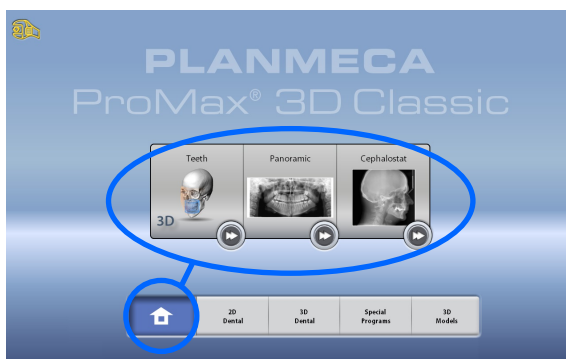 PLANMECA
ProMax® 3D Classic
Teeth
Panoramic
Cephalostat
3D
2D
Dental
3D
Dental
Special
Programs
3D
Models